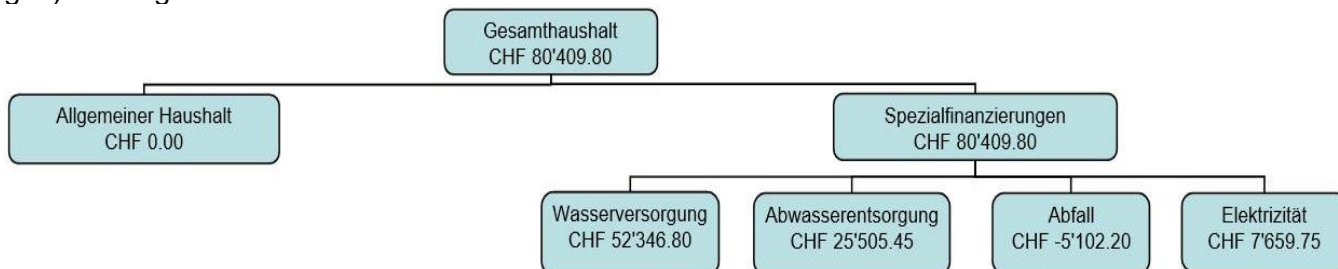 Gesamthaushalt
CHF 80'409.80
Allgemeiner Haushalt
CHF 0.00
Spezialfinanzierungen
CHF 80'409.80
Wasserversorgung
CHF 52'346.80
Abwasserentsorgung
CHF 25'505.45
Abfall
CHF -5'102.20
Elektrizität
CHF 7'659.75